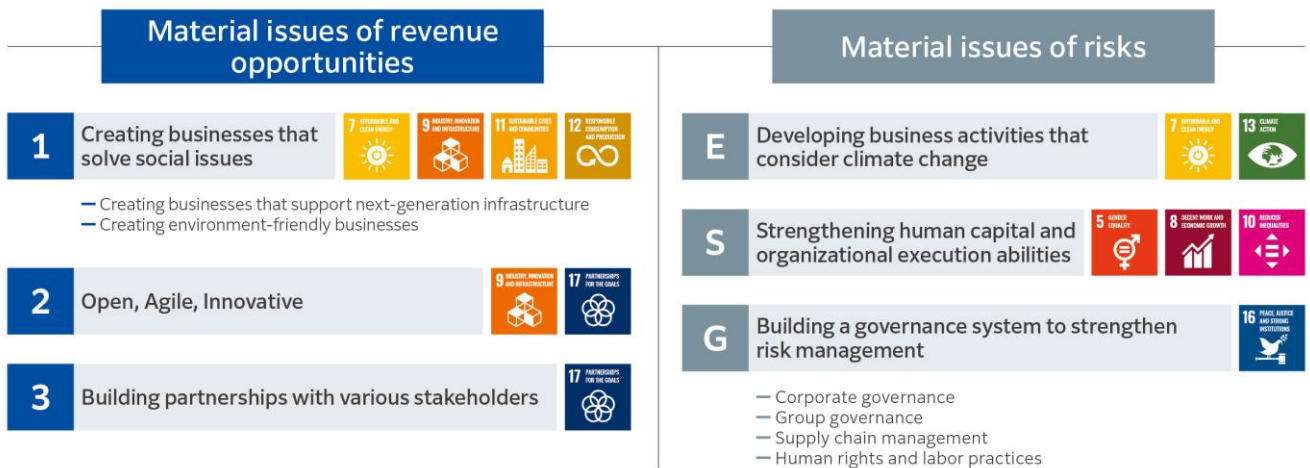 Material issues of revenue
opportunities
1
Creating businesses that
solve social issues
7 AFFORDABLE AND
CLEAN ENERGY
9 INDUSTRY, INNOVATION
AND INFRASTRUCTURE
11 SUSTAINABLE CITIES
AND COMMUNITIES
12 RESPONSIBLE
CONSUMPTION
AND PRODUCTION
— Creating businesses that support next-generation infrastructure
— Creating environment-friendly businesses
2
Open, Agile, Innovative
9 INDUSTRY, INNOVATION
AND INFRASTRUCTURE
17 PARTNERSHIPS
FOR THE GOALS
3
Building partnerships with various stakeholders
17 PARTNERSHIPS
FOR THE GOALS
Material issues of risks
E
Developing business activities that
consider climate change
7 AFFORDABLE AND
CLEAN ENERGY
13 CLIMATE
ACTION
S
Strengthening human capital and
organizational execution abilities
5 GENDER
EQUALITY
8 DECENT WORK AND
ECONOMIC GROWTH
10 REDUCED
INEQUALITIES
G
Building a governance system to strengthen
risk management
16 PEACE, JUSTICE
AND STRONG
INSTITUTIONS
— Corporate governance
— Group governance
— Supply chain management
— Human rights and labor practices